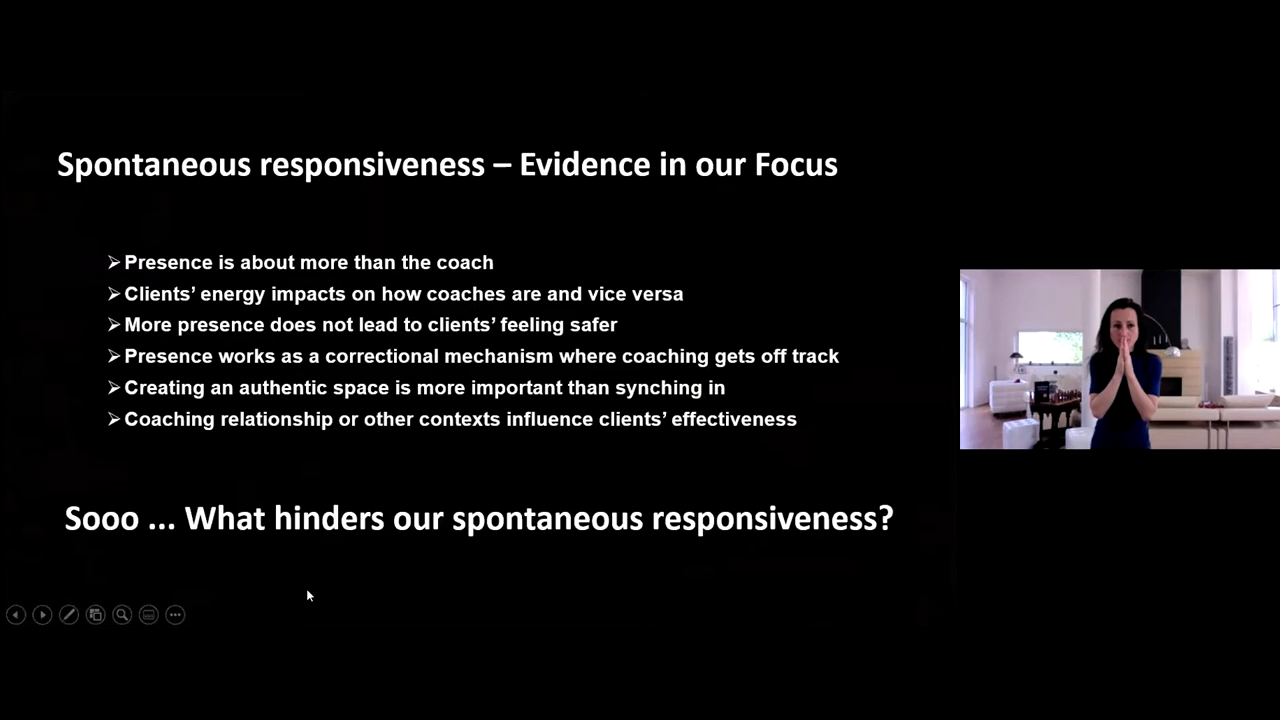 Spontaneous responsiveness – Evidence in our Focus
➢Presence is about more than the coach
➢Clients’ energy impacts on how coaches are and vice versa
➢More presence does not lead to clients’ feeling safer
➢Presence works as a correctional mechanism where coaching gets off track
➢Creating an authentic space is more important than synching in
➢Coaching relationship or other contexts influence clients’ effectiveness
Sooo ... What hinders our spontaneous responsiveness?